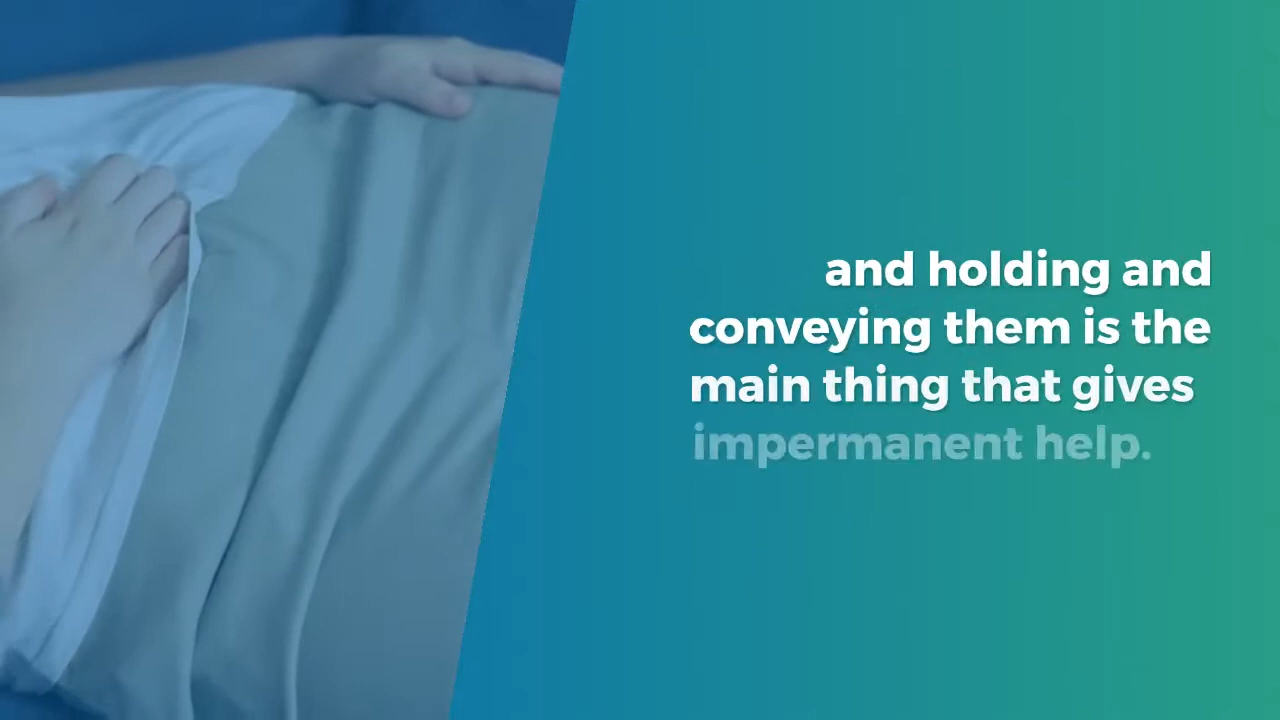 and holding and
conveying them is the
main thing that gives
impermanent help.